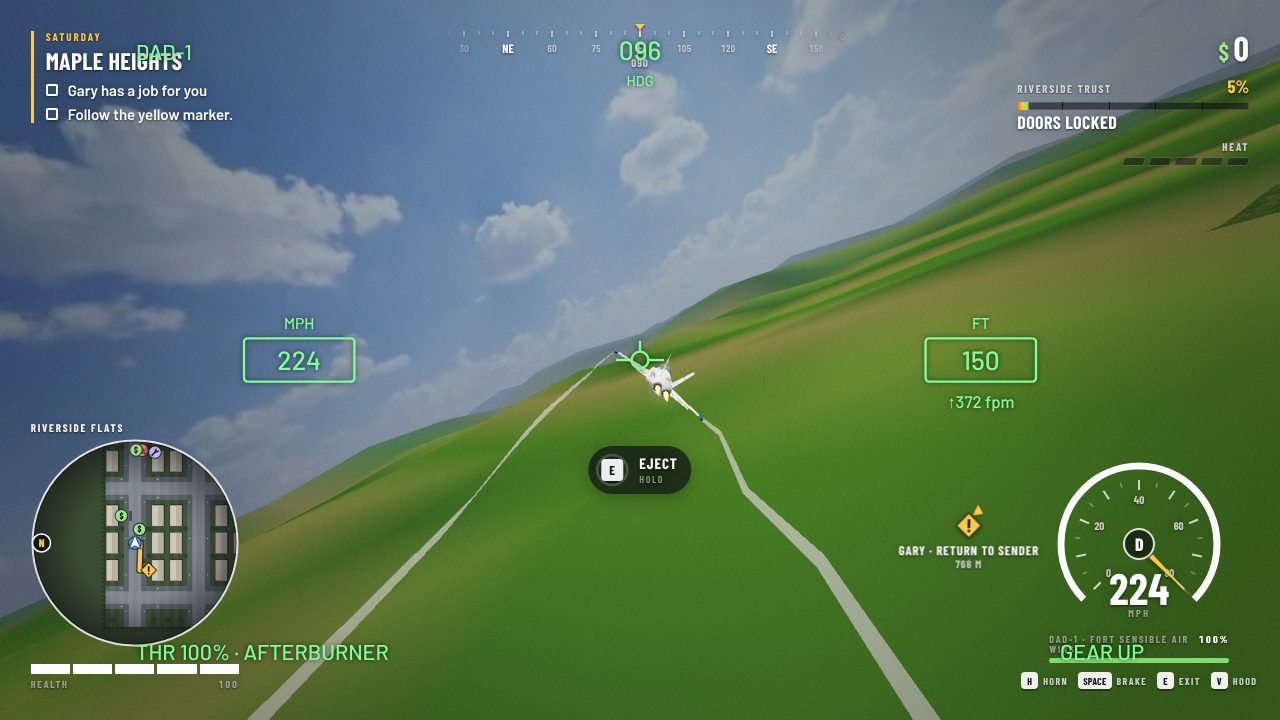 SATURDAY
MAPLE HEIGHTS
DAD-1
Gary has a job for you
Follow the yellow marker.
30 NE 60 75 105 120 SE 150
096
090
HDG
$0
RIVERSIDE TRUST 5%
DOORS LOCKED
HEAT
MPH
224
FT
150
↑372 fpm
E EJECT
HOLD
RIVERSIDE FLATS
N
$
$
$
!
!
GARY · RETURN TO SENDER
768 M
0 20 40 60 80
D
224
MPH
THR 100% · AFTERBURNER
HEALTH 100
DAD-1 · FORT SENSIBLE AIR 100%
GEAR UP
H HORN SPACE BRAKE E EXIT V HOOD